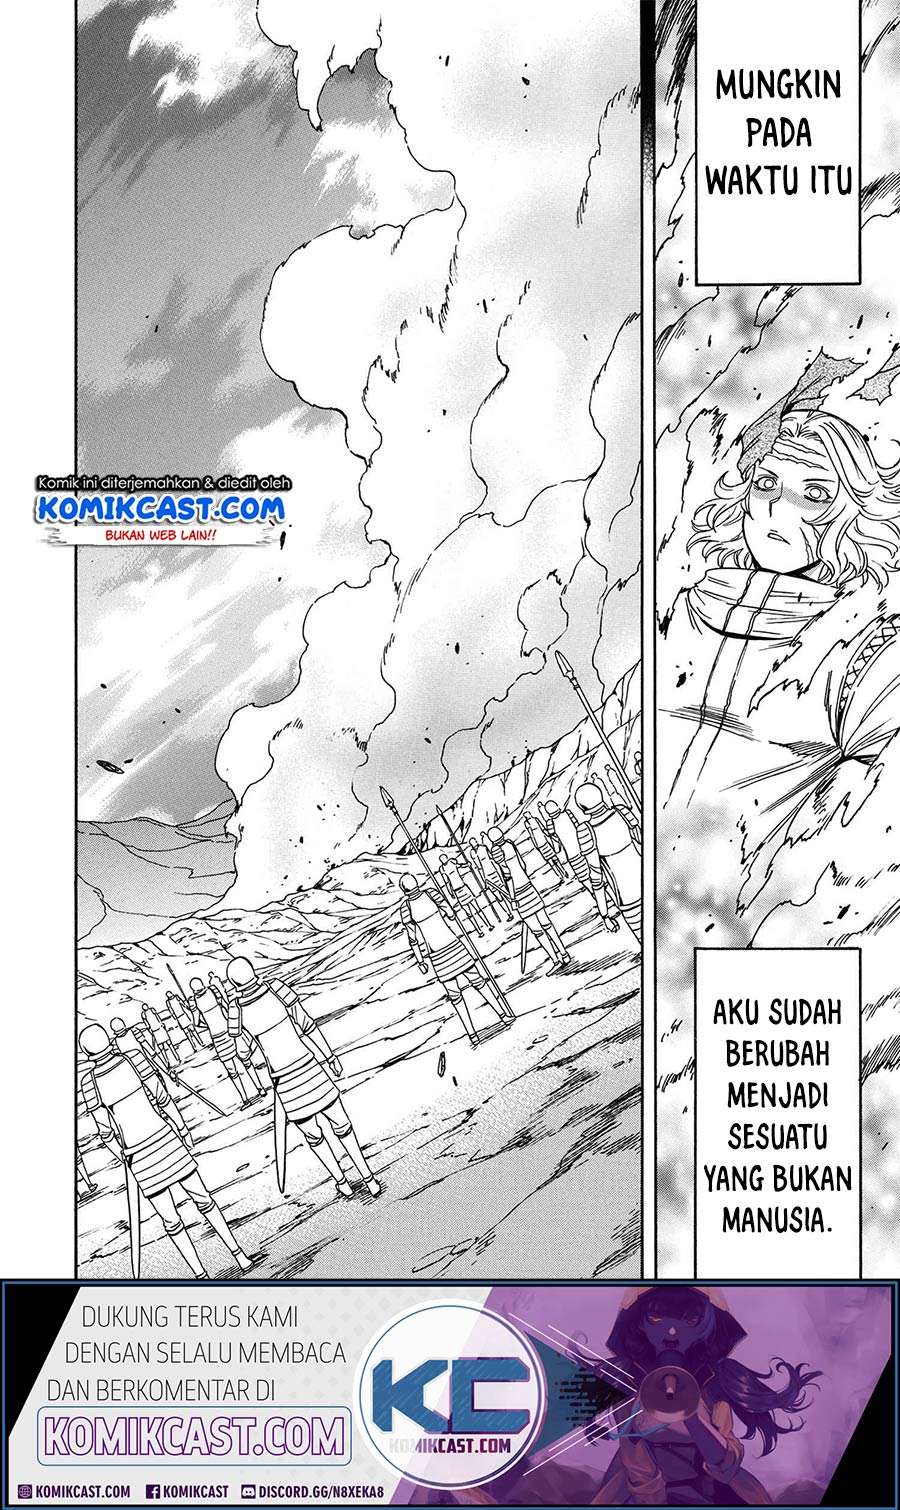 MUNGKIN
PADA
WAKTU ITU
Komik ini diterjemahkan & diedit oleh
KOMIKCAST.COM
BUKAN WEB LAIN!!
AKU SUDAH
BERUBAH
MENJADI
SESUATU
YANG BUKAN
MANUSIA.
DUKUNG TERUS KAMI
DENGAN SELALU MEMBACA
DAN BERKOMENTAR DI
KOMIKCAST.COM
KC
KOMIKCAST.COM
KOMIKCAST.COM KOMIKCAST DISCORD.GG/N8XEKA8